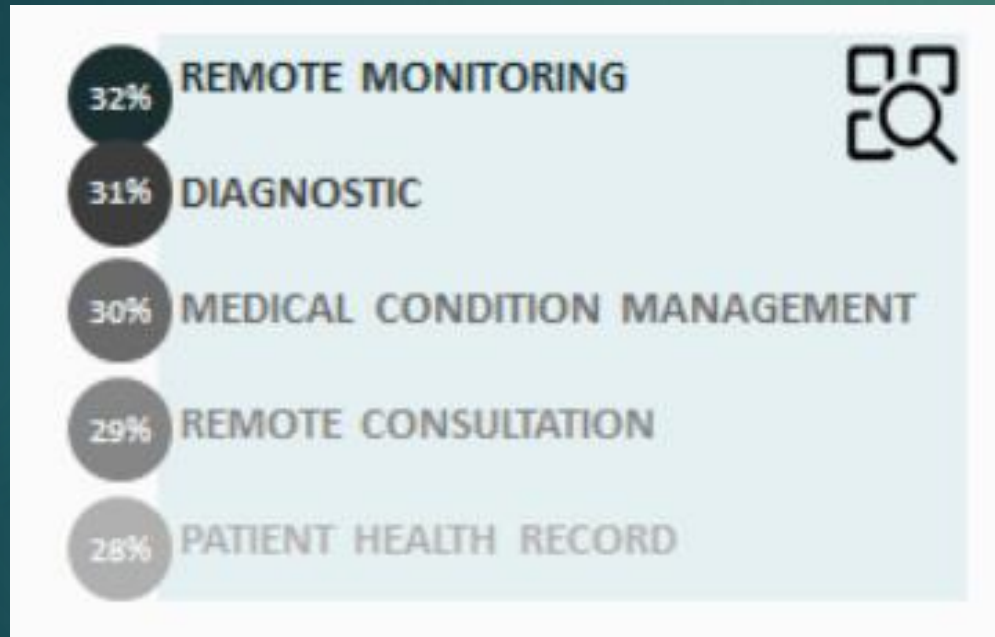 32% REMOTE MONITORING
31% DIAGNOSTIC
30% MEDICAL CONDITION MANAGEMENT
29% REMOTE CONSULTATION
28% PATIENT HEALTH RECORD